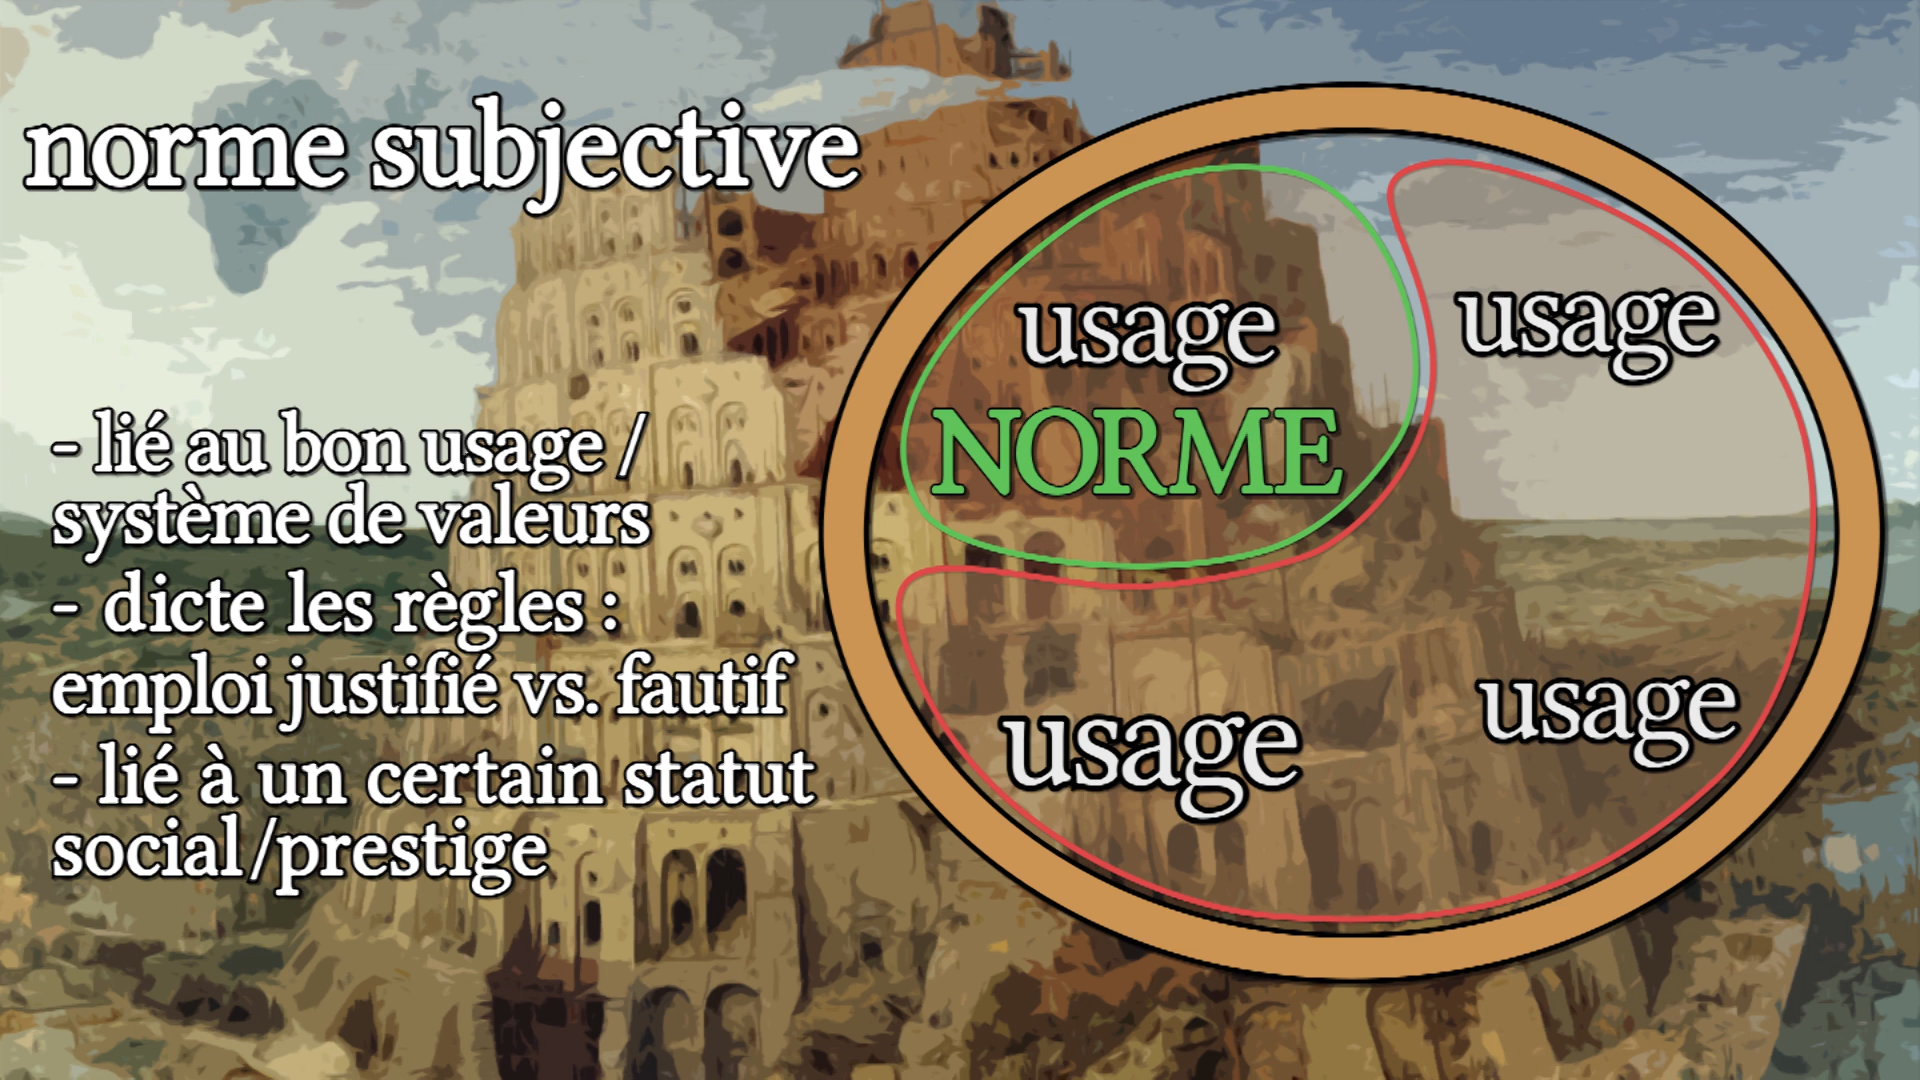 norme subjective
- lié au bon usage /
système de valeurs
- dicte les règles :
emploi justifié vs. fautif
- lié à un certain statut
social/prestige
usage
NORME
usage
usage
usage